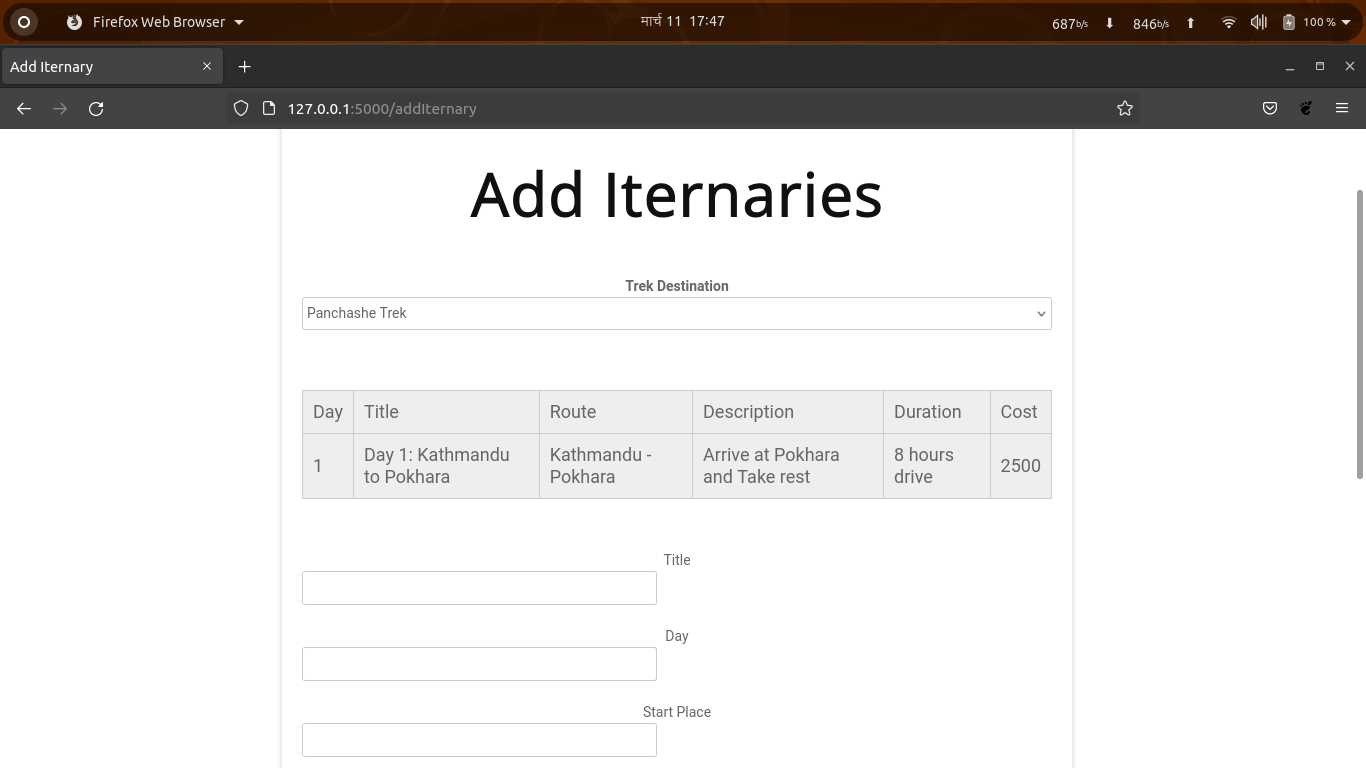 Firefox Web Browser
मार्च 11 17:47
687b/s 846b/s 100 %
Add Iternary
127.0.0.1:5000/addIternary
Add Iternaries
Trek Destination
Panchashe Trek
Day Title Route Description Duration Cost
1 Day 1: Kathmandu to Pokhara Kathmandu - Pokhara Arrive at Pokhara and Take rest 8 hours drive 2500
Title
Day
Start Place